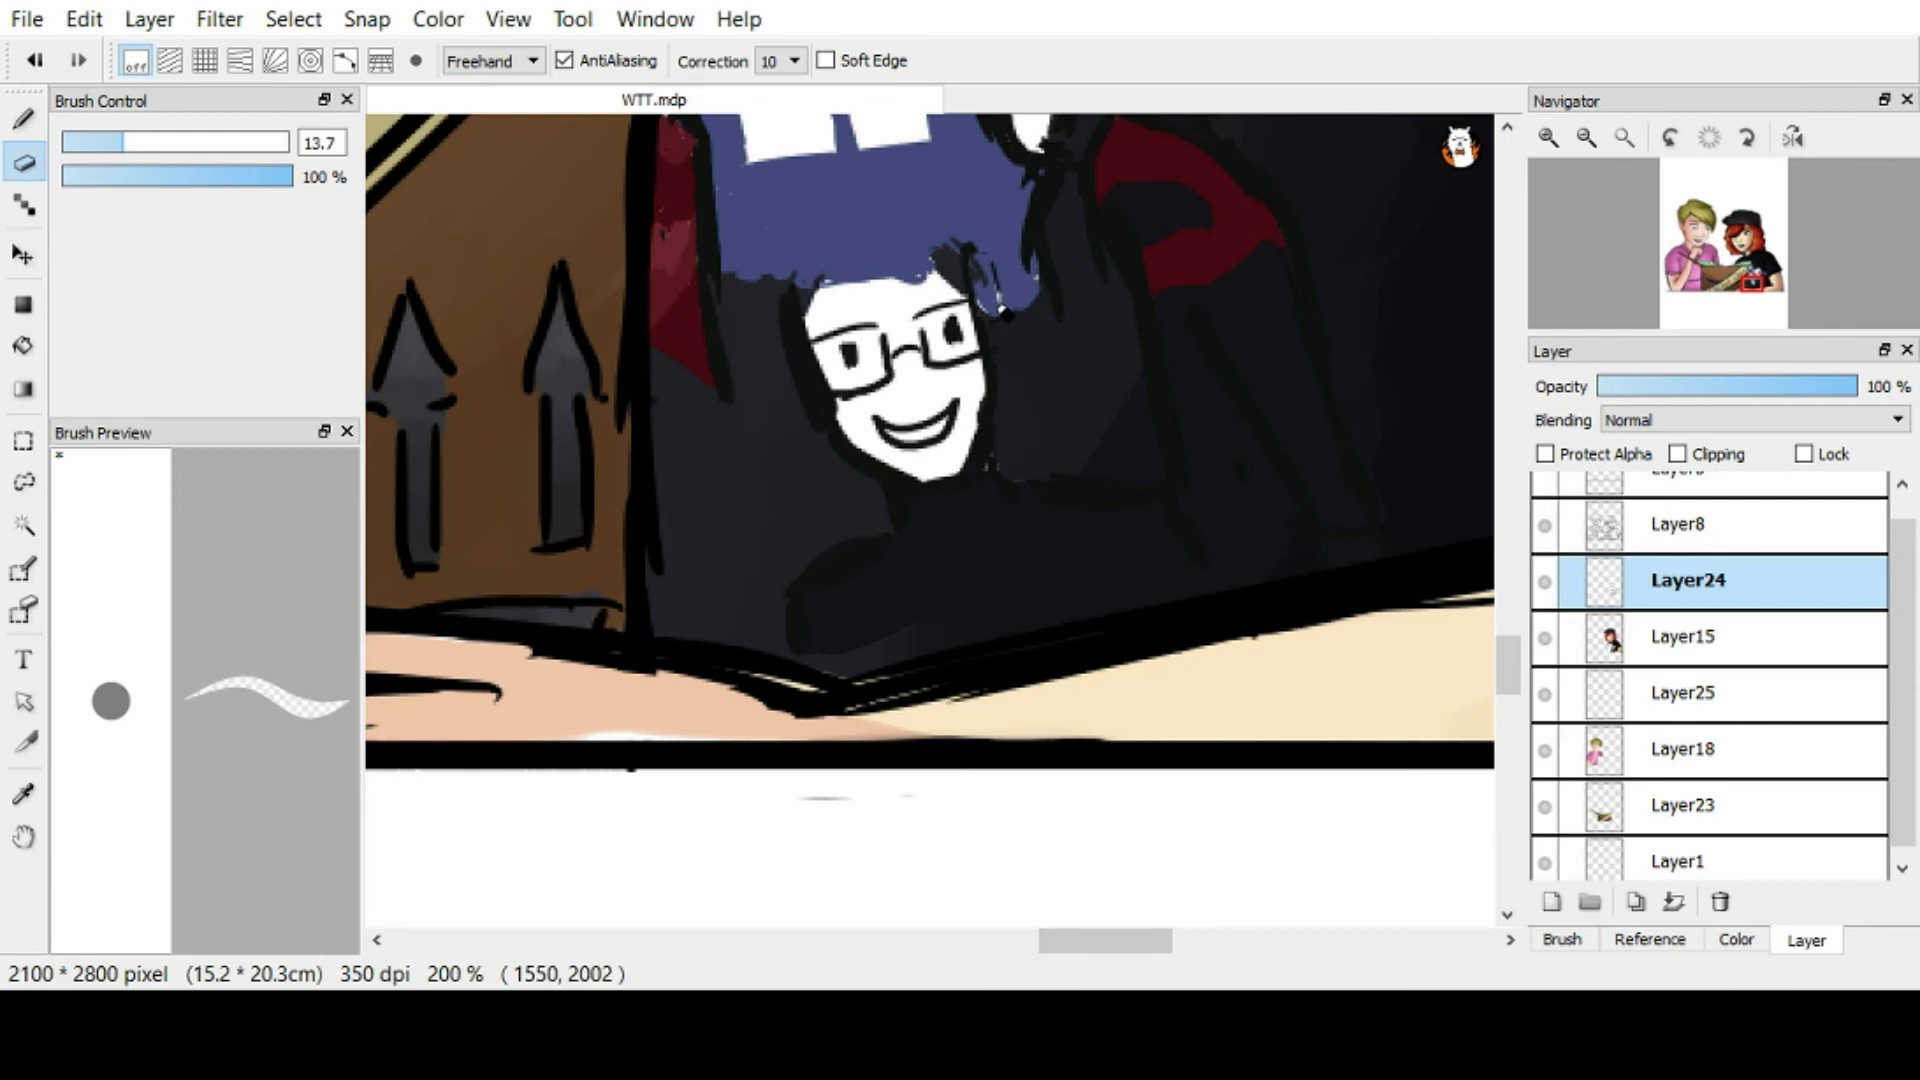 File Edit Layer Filter Select Snap Color View Tool Window Help
off Freehand AntiAliasing Correction 10 Soft Edge
Brush Control
13.7
100 %
Brush Preview
*
WTT.mdp
Navigator
Layer
Opacity 100 %
Blending Normal
Protect Alpha Clipping Lock
Layer8
Layer24
Layer15
Layer25
Layer18
Layer23
Layer1
Brush Reference Color Layer
T
2100 * 2800 pixel (15.2 * 20.3cm) 350 dpi 200 % ( 1550, 2002 )